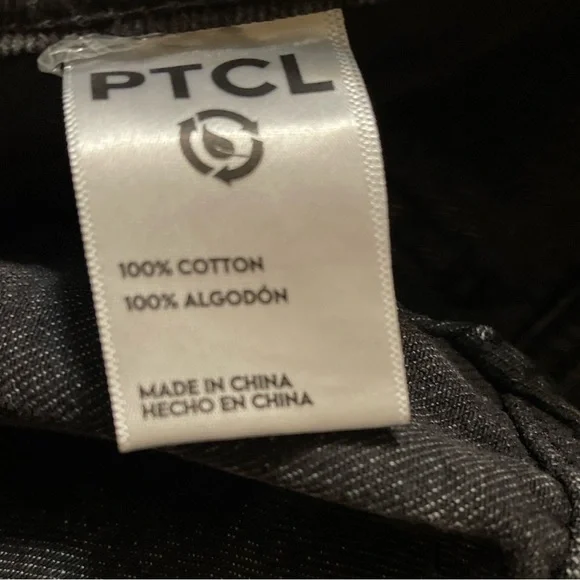 PTCL
100% COTTON
100% ALGODÓN
MADE IN CHINA
HECHO EN CHINA